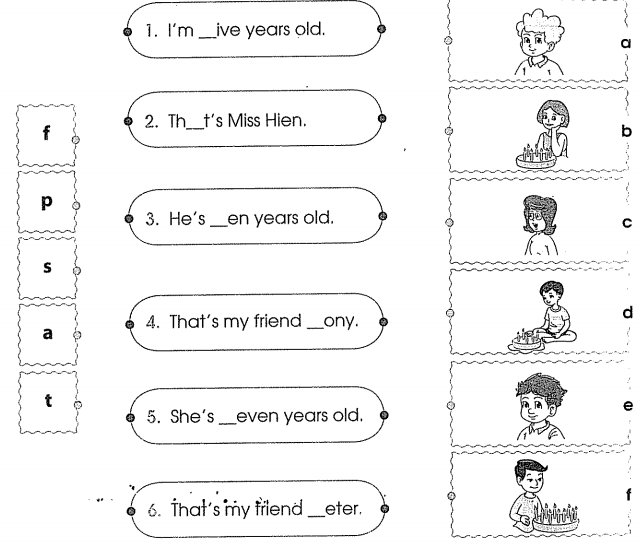 f
p
s
a
t
1. I'm __ive years old.
2. Th__t's Miss Hien.
3. He's __en years old.
4. That's my friend __ony.
5. She's __even years old.
6. That's my friend __eter.
a
b
c
d
e
f